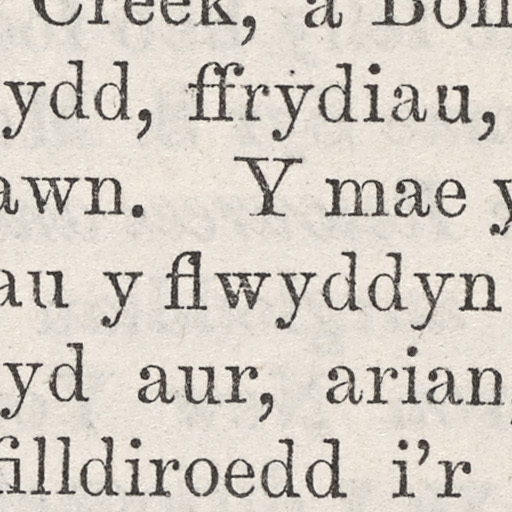 Creek, a Bon
ydd, ffrydiau,
awn. Y mae y
au y flwyddyn
yd aur, arian,
filldiroedd i'r